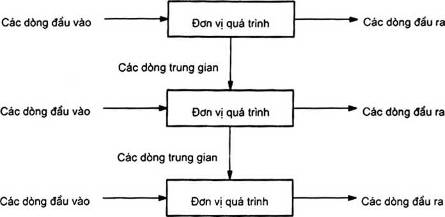 Các dòng đầu vào
Đơn vị quá trình
Các dòng đầu ra
Các dòng trung gian
Các dòng đầu vào
Đơn vị quá trình
Các dòng đầu ra
Các dòng trung gian
Các dòng đầu vào
Đơn vị quá trình
Các dòng đầu ra